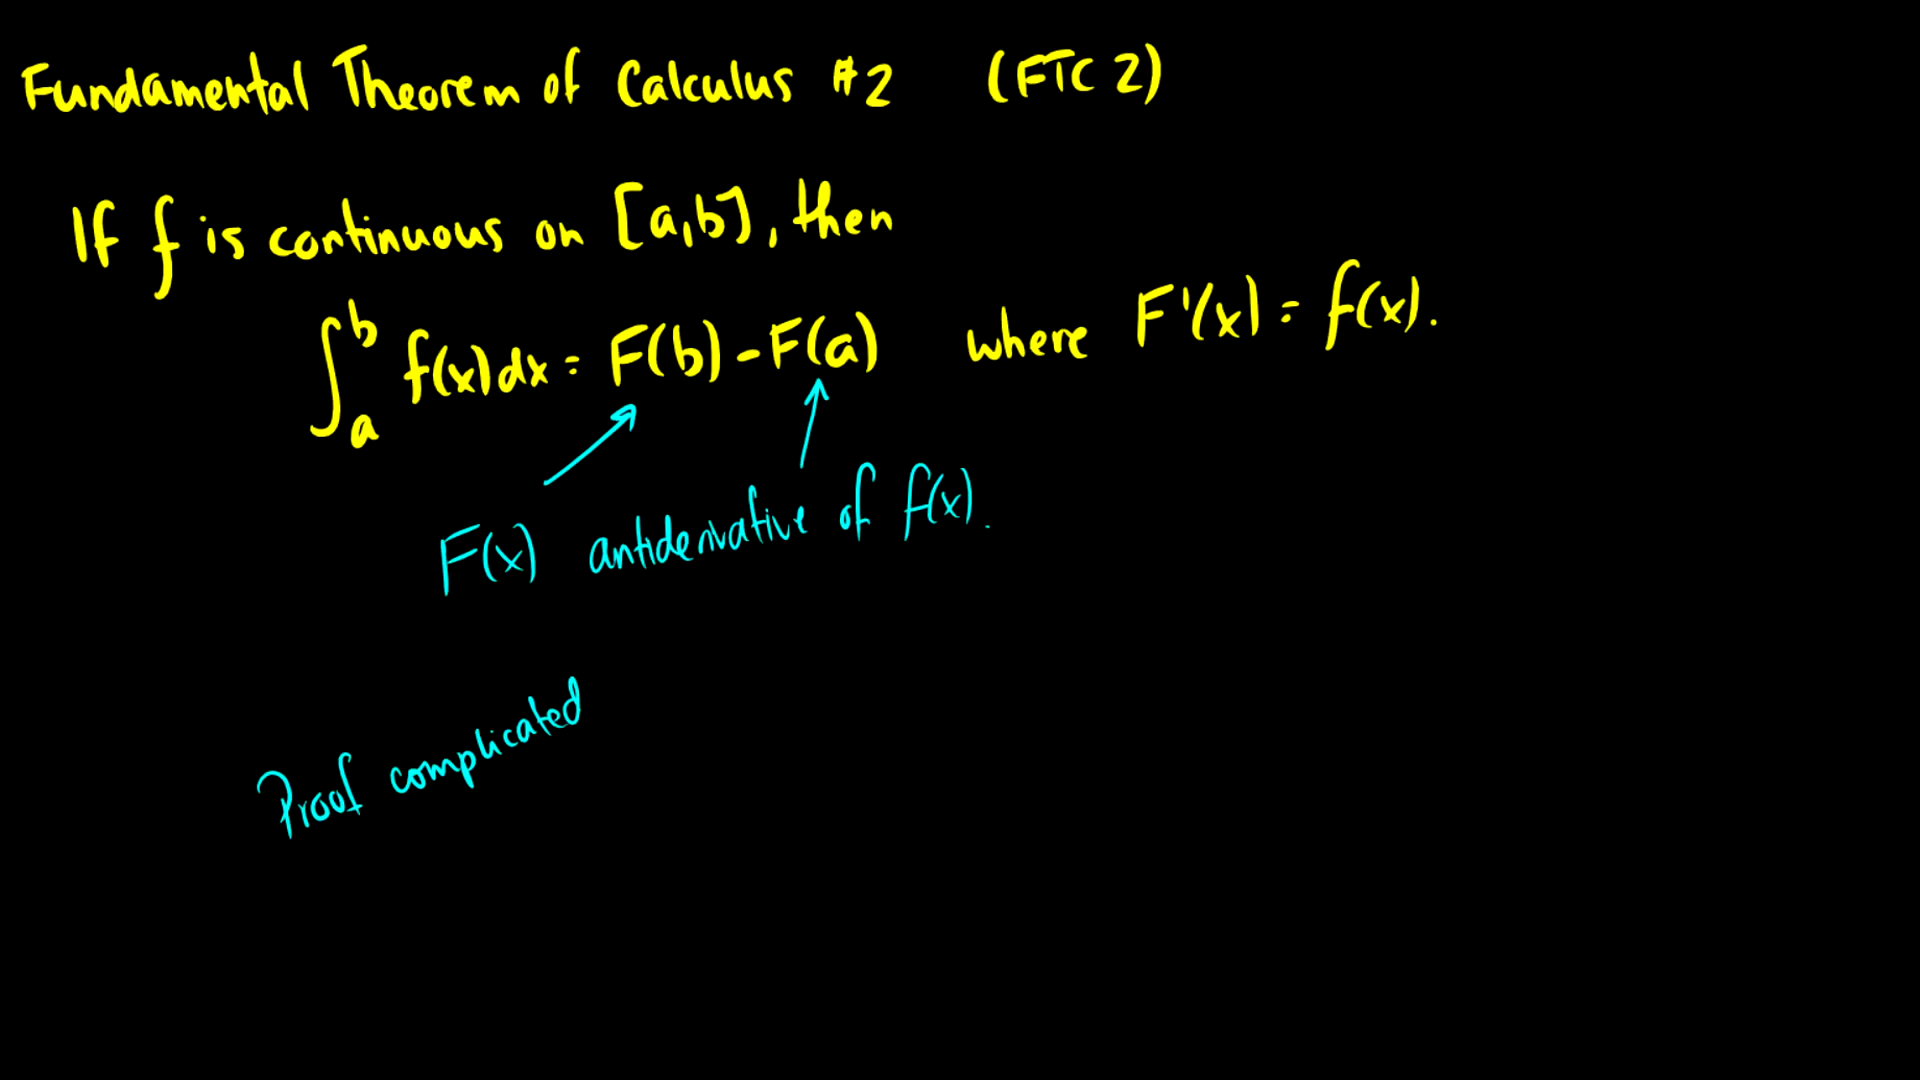 Fundamental Theorem of Calculus #2 (FTC 2)
If f is continuous on [a,b], then
∫_a^b f(x)dx = F(b) - F(a) where F'(x) = f(x).
F(x) antiderivative of f(x).
Proof complicated